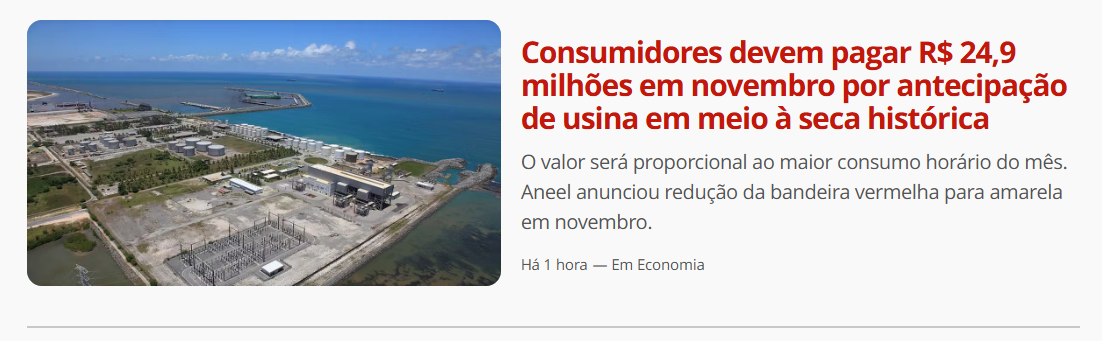 Consumidores devem pagar R$ 24,9
milhões em novembro por antecipação
de usina em meio à seca histórica
O valor será proporcional ao maior consumo horário do mês.
Aneel anunciou redução da bandeira vermelha para amarela
em novembro.
Há 1 hora — Em Economia